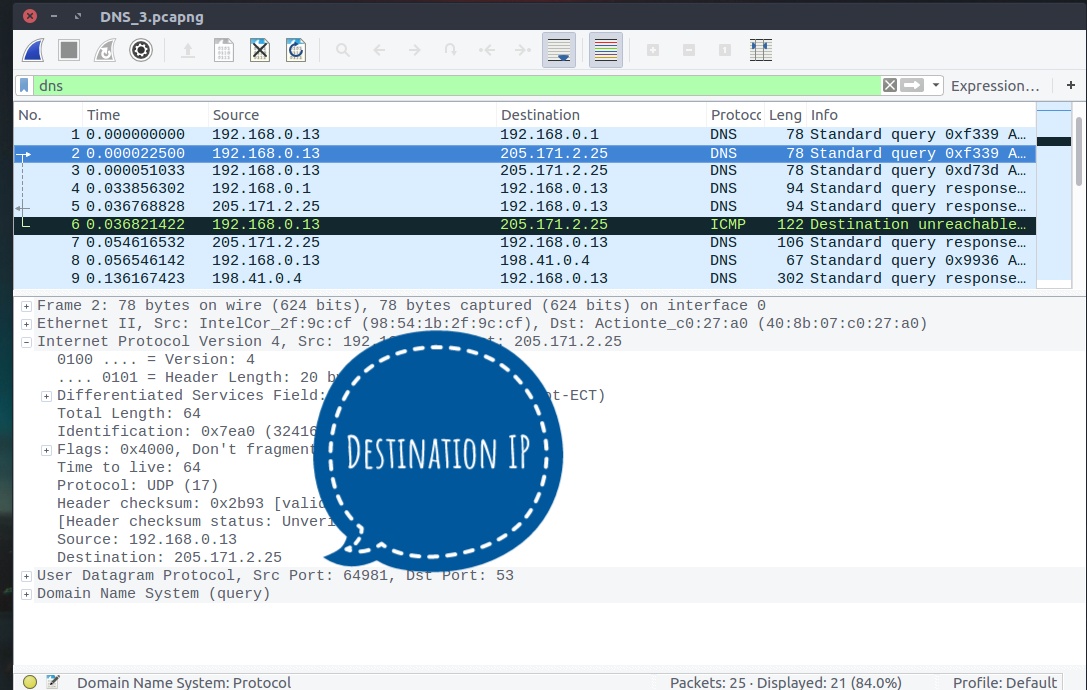 DNS_3.pcapng
dns Expression... +
No. Time Source Destination Protocc Leng Info
1 0.000000000 192.168.0.13 192.168.0.1 DNS 78 Standard query 0xf339 A...
2 0.000022500 192.168.0.13 205.171.2.25 DNS 78 Standard query 0xf339 A...
3 0.000051033 192.168.0.13 205.171.2.25 DNS 78 Standard query 0xd73d A...
4 0.033856302 192.168.0.1 192.168.0.13 DNS 94 Standard query response...
5 0.036768828 205.171.2.25 192.168.0.13 DNS 94 Standard query response...
6 0.036821422 192.168.0.13 205.171.2.25 ICMP 122 Destination unreachable...
7 0.054616532 205.171.2.25 192.168.0.13 DNS 106 Standard query response...
8 0.056546142 192.168.0.13 198.41.0.4 DNS 67 Standard query 0x9936 A...
9 0.136167423 198.41.0.4 192.168.0.13 DNS 302 Standard query response...
Frame 2: 78 bytes on wire (624 bits), 78 bytes captured (624 bits) on interface 0
Ethernet II, Src: IntelCor_2f:9c:cf (98:54:1b:2f:9c:cf), Dst: Actionte_c0:27:a0 (40:8b:07:c0:27:a0)
Internet Protocol Version 4, Src: 205.171.2.25
0100 .... = Version: 4
.... 0101 = Header Length: 20
Differentiated Services Field: -ECT)
Total Length: 64
Identification: 0x7ea0 (32416
Flags: 0x4000, Don't fragment
Time to live: 64
Protocol: UDP (17)
Header checksum: 0x2b93
[Header checksum status:
Source: 192.168.0.13
Destination: 205.171.2.25
User Datagram Protocol, Src Port: 64981, Dst Port: 53
Domain Name System (query)
DESTINATION IP
Domain Name System: Protocol Packets: 25 · Displayed: 21 (84.0%) Profile: Default